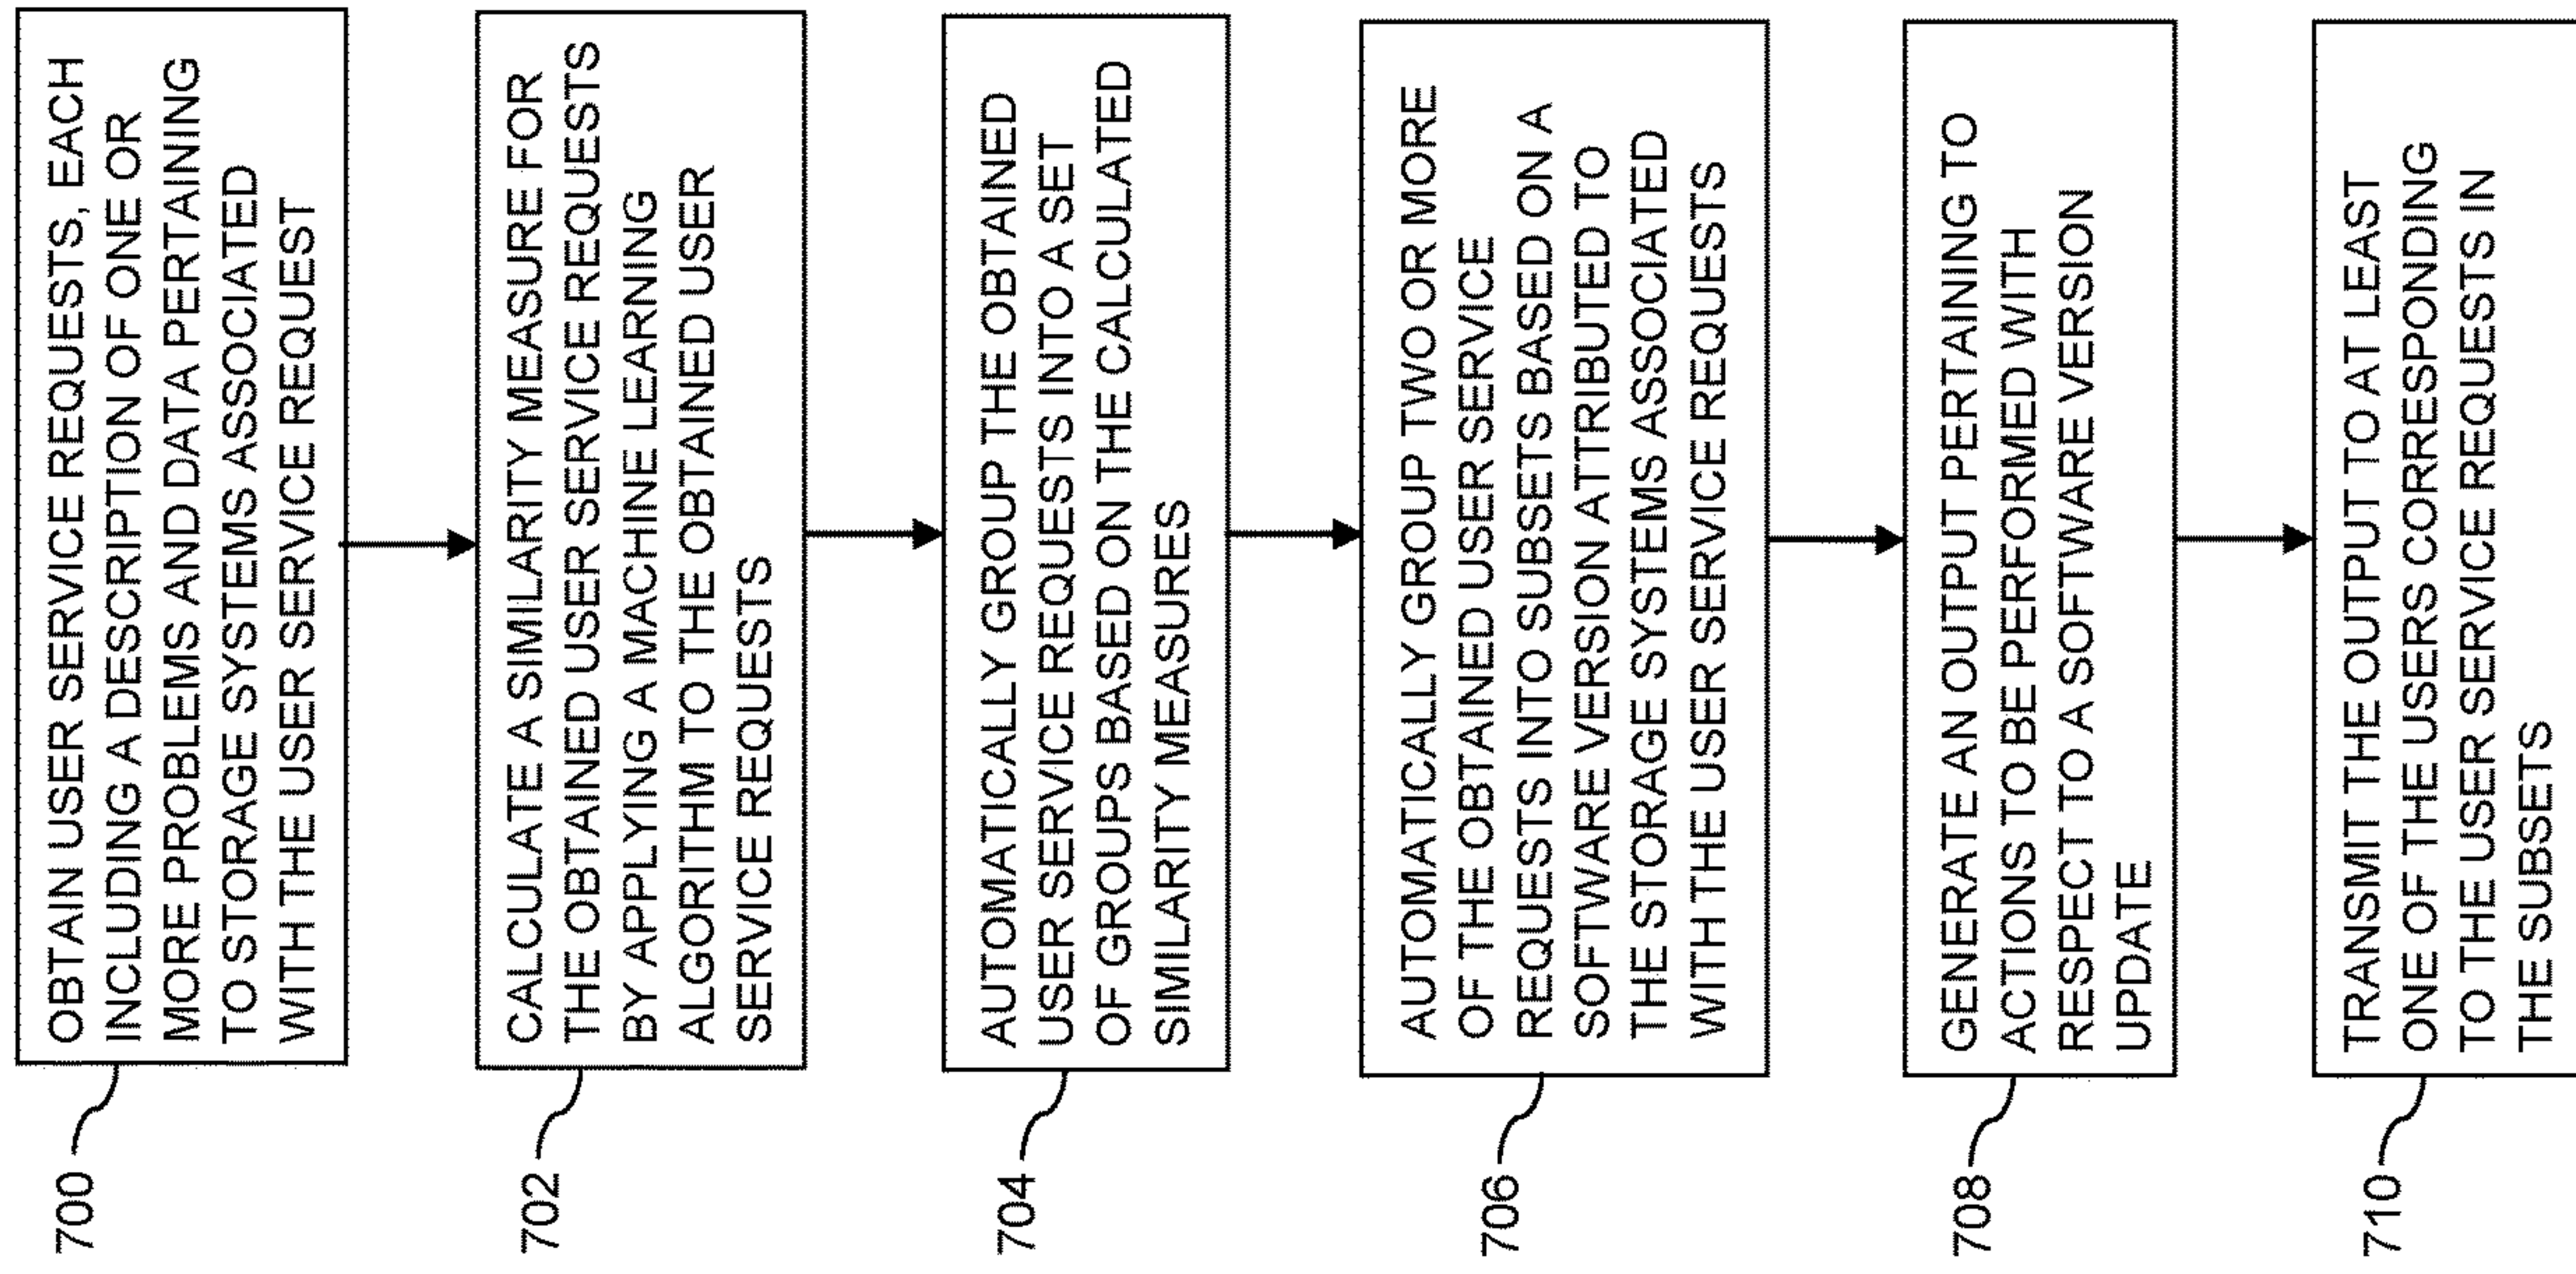 700
OBTAIN USER SERVICE REQUESTS, EACH
INCLUDING A DESCRIPTION OF ONE OR
MORE PROBLEMS AND DATA PERTAINING
TO STORAGE SYSTEMS ASSOCIATED
WITH THE USER SERVICE REQUEST
702
CALCULATE A SIMILARITY MEASURE FOR
THE OBTAINED USER SERVICE REQUESTS
BY APPLYING A MACHINE LEARNING
ALGORITHM TO THE OBTAINED USER
SERVICE REQUESTS
704
AUTOMATICALLY GROUP THE OBTAINED
USER SERVICE REQUESTS INTO A SET
OF GROUPS BASED ON THE CALCULATED
SIMILARITY MEASURES
706
AUTOMATICALLY GROUP TWO OR MORE
OF THE OBTAINED USER SERVICE
REQUESTS INTO SUBSETS BASED ON A
SOFTWARE VERSION ATTRIBUTED TO
THE STORAGE SYSTEMS ASSOCIATED
WITH THE USER SERVICE REQUESTS
708
GENERATE AN OUTPUT PERTAINING TO
ACTIONS TO BE PERFORMED WITH
RESPECT TO A SOFTWARE VERSION
UPDATE
710
TRANSMIT THE OUTPUT TO AT LEAST
ONE OF THE USERS CORRESPONDING
TO THE USER SERVICE REQUESTS IN
THE SUBSETS